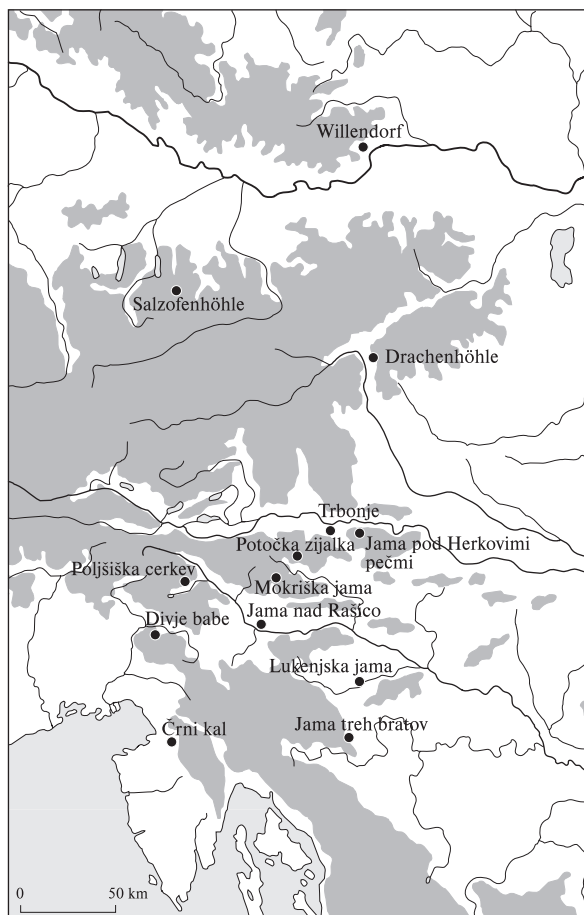 Willendorf
Salzofenhöhle
Drachenhöhle
Trbonje
Potočka zijalka
Jama pod Herkovimi
pečmi
Poljšiška cerkev
Mokriška jama
Jama nad Rašico
Divje babe
Lukenjska jama
Jama treh bratov
Črni kal
0 50 km